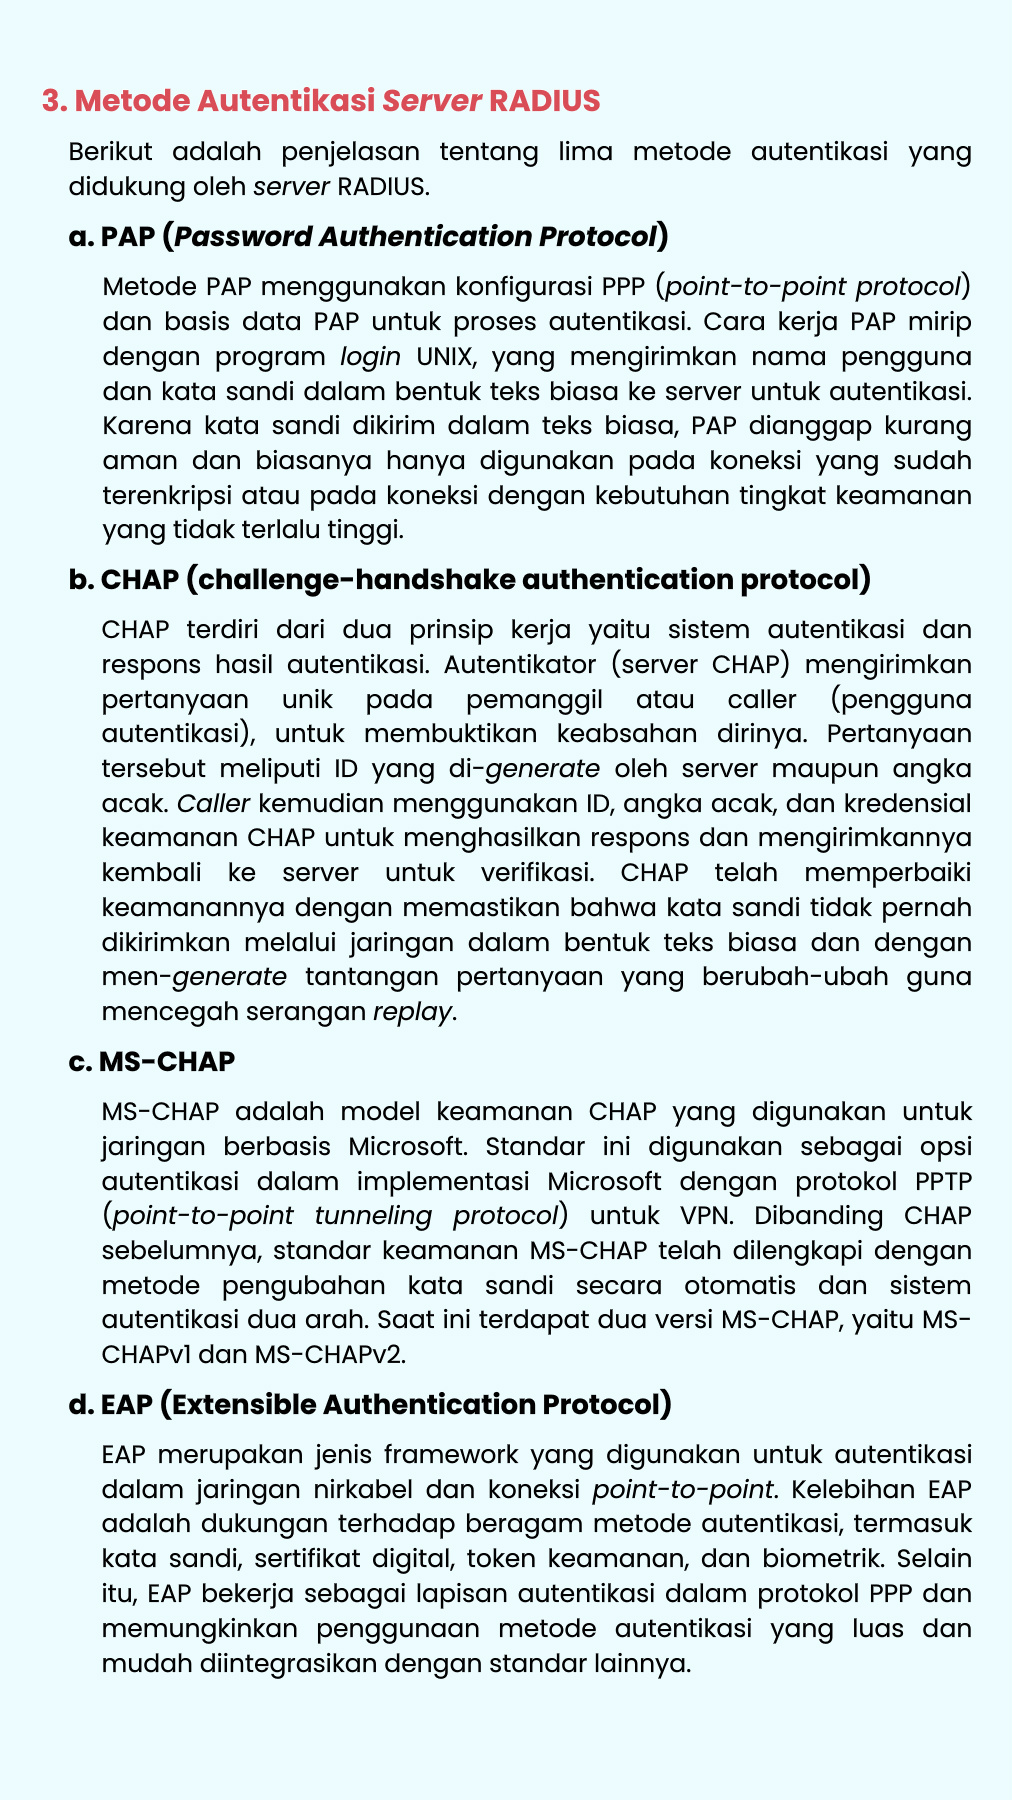 3. Metode Autentikasi Server RADIUS
Berikut adalah penjelasan tentang lima metode autentikasi yang
didukung oleh server RADIUS.
a. PAP (Password Authentication Protocol)
Metode PAP menggunakan konfigurasi PPP (point-to-point protocol)
dan basis data PAP untuk proses autentikasi. Cara kerja PAP mirip
dengan program login UNIX, yang mengirimkan nama pengguna
dan kata sandi dalam bentuk teks biasa ke server untuk autentikasi.
Karena kata sandi dikirim dalam teks biasa, PAP dianggap kurang
aman dan biasanya hanya digunakan pada koneksi yang sudah
terenkripsi atau pada koneksi dengan kebutuhan tingkat keamanan
yang tidak terlalu tinggi.
b. CHAP (challenge-handshake authentication protocol)
CHAP terdiri dari dua prinsip kerja yaitu sistem autentikasi dan
respons hasil autentikasi. Autentikator (server CHAP) mengirimkan
pertanyaan unik pada pemanggil atau caller (pengguna
autentikasi), untuk membuktikan keabsahan dirinya. Pertanyaan
tersebut meliputi ID yang di-generate oleh server maupun angka
acak. Caller kemudian menggunakan ID, angka acak, dan kredensial
keamanan CHAP untuk menghasilkan respons dan mengirimkannya
kembali ke server untuk verifikasi. CHAP telah memperbaiki
keamanannya dengan memastikan bahwa kata sandi tidak pernah
dikirimkan melalui jaringan dalam bentuk teks biasa dan dengan
men-generate tantangan pertanyaan yang berubah-ubah guna
mencegah serangan replay.
c. MS-CHAP
MS-CHAP adalah model keamanan CHAP yang digunakan untuk
jaringan berbasis Microsoft. Standar ini digunakan sebagai opsi
autentikasi dalam implementasi Microsoft dengan protokol PPTP
(point-to-point tunneling protocol) untuk VPN. Dibanding CHAP
sebelumnya, standar keamanan MS-CHAP telah dilengkapi dengan
metode pengubahan kata sandi secara otomatis dan sistem
autentikasi dua arah. Saat ini terdapat dua versi MS-CHAP, yaitu MS-
CHAPv1 dan MS-CHAPv2.
d. EAP (Extensible Authentication Protocol)
EAP merupakan jenis framework yang digunakan untuk autentikasi
dalam jaringan nirkabel dan koneksi point-to-point. Kelebihan EAP
adalah dukungan terhadap beragam metode autentikasi, termasuk
kata sandi, sertifikat digital, token keamanan, dan biometrik. Selain
itu, EAP bekerja sebagai lapisan autentikasi dalam protokol PPP dan
memungkinkan penggunaan metode autentikasi yang luas dan
mudah diintegrasikan dengan standar lainnya.